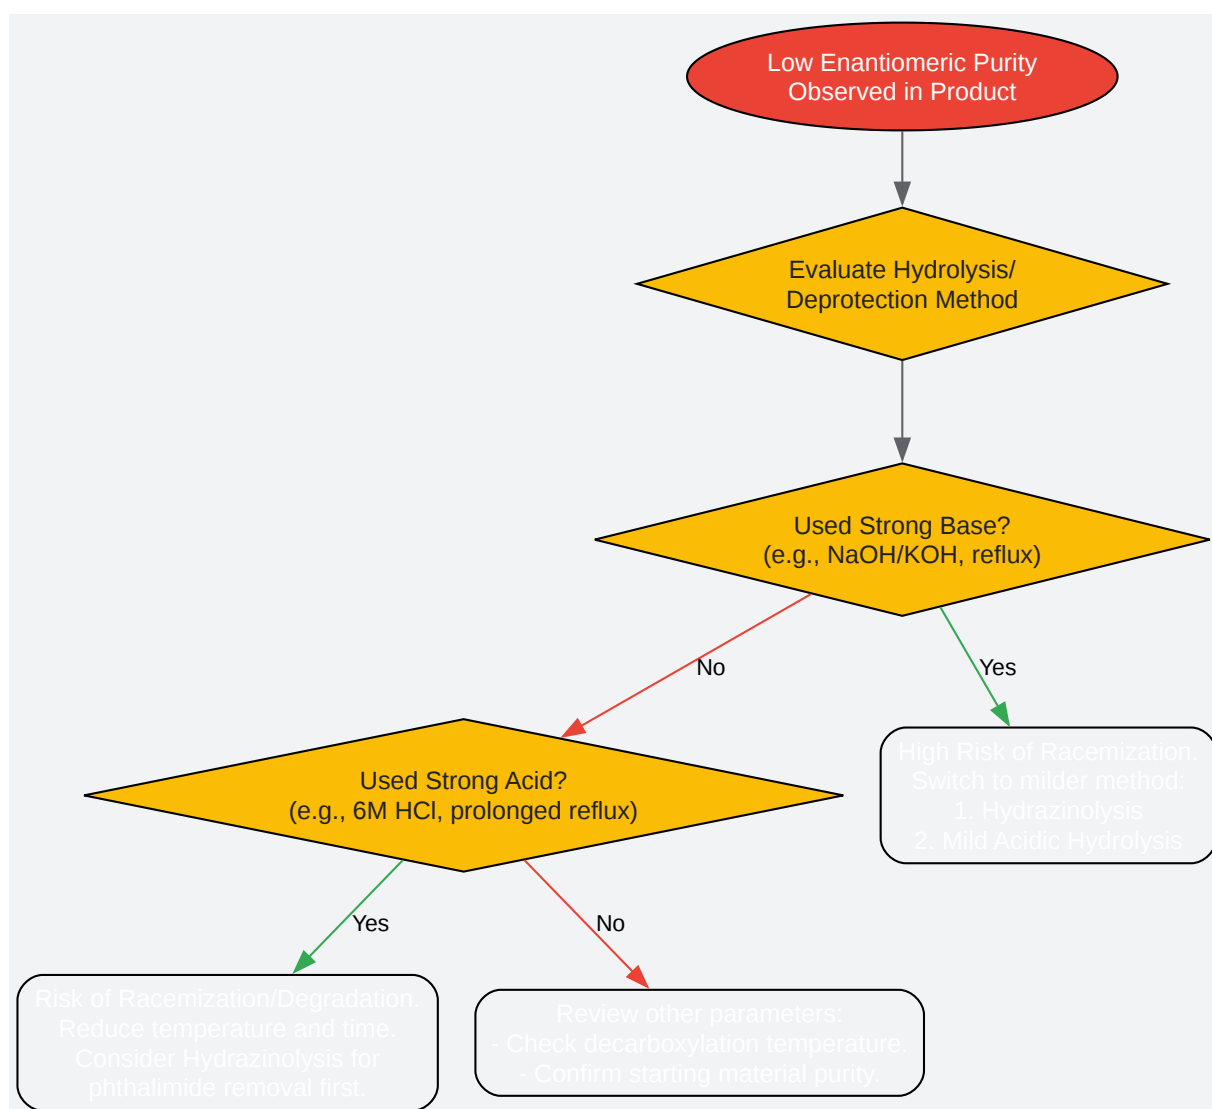 Low Enantiomeric Purity
Observed in Product
Evaluate Hydrolysis/
Deprotection Method
Used Strong Base?
(e.g., NaOH/KOH, reflux)
No
Yes
High Risk of Racemization.
Switch to milder method:
1. Hydrazinolysis
2. Mild Acidic Hydrolysis
Used Strong Acid?
(e.g., 6M HCl, prolonged reflux)
Yes
No
Risk of Racemization/Degradation.
Reduce temperature and time.
Consider Hydrazinolysis for
phthalimide removal first.
Review other parameters:
- Check decarboxylation temperature.
- Confirm starting material purity.